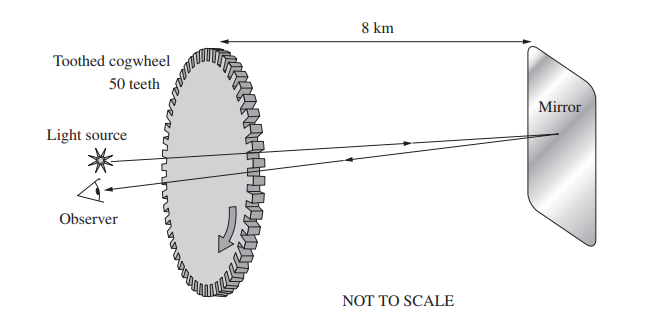 8 km
Toothed cogwheel
50 teeth
Mirror
Light source
Observer
NOT TO SCALE